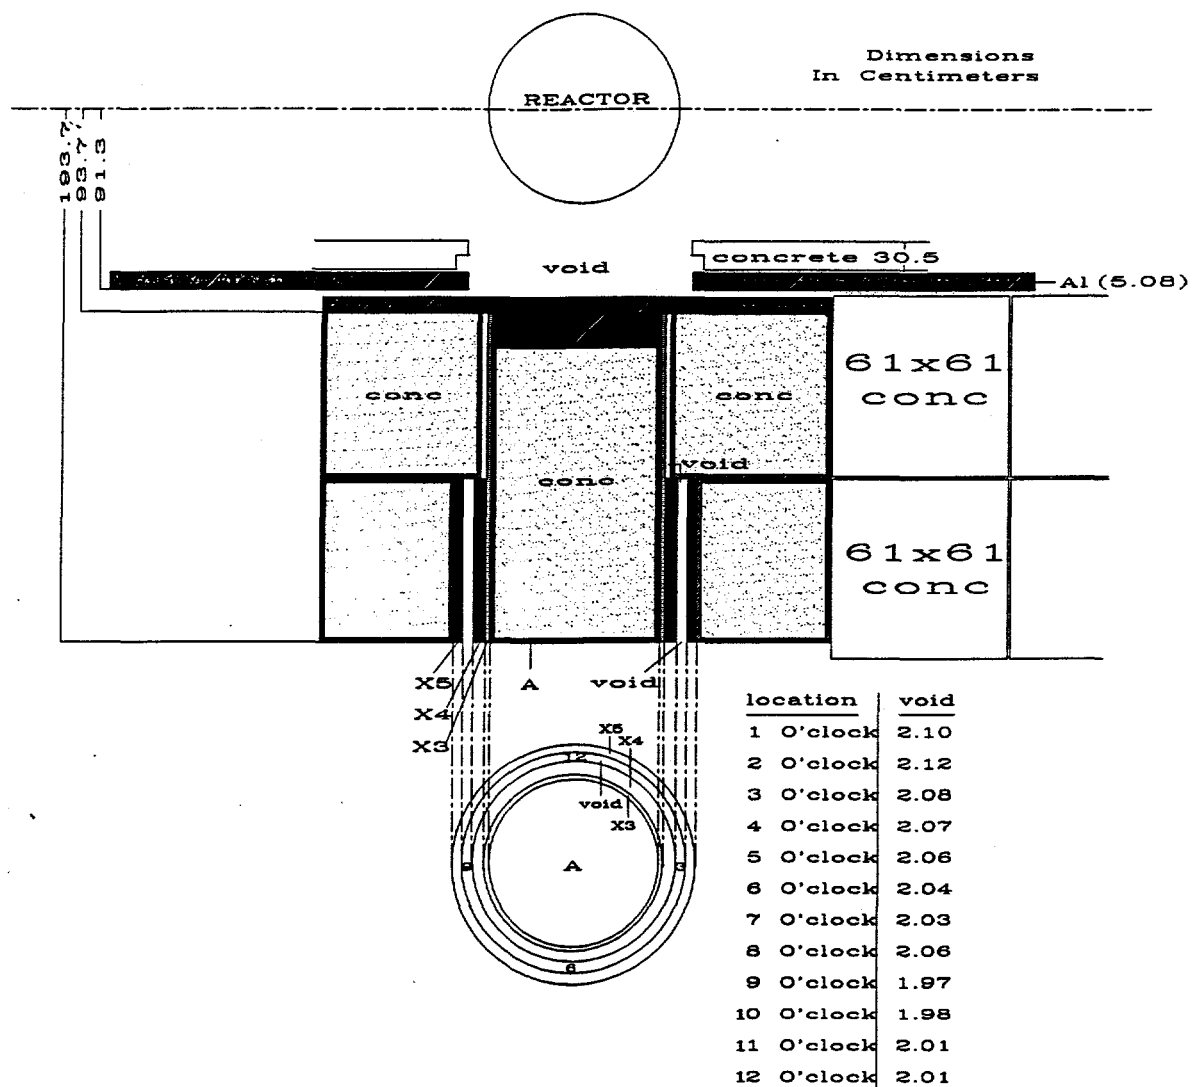 Dimensions
In Centimeters
REACTOR
193.7
93.7
91.3
concrete 30.5
void
Al (5.08)
61x61
conc
conc
conc
void
conc
61x61
conc
X5
A
void
X4
X3
X5
X4
12
void
X3
9
A
3
6
location void
1 O'clock 2.10
2 O'clock 2.12
3 O'clock 2.08
4 O'clock 2.07
5 O'clock 2.06
6 O'clock 2.04
7 O'clock 2.03
8 O'clock 2.06
9 O'clock 1.97
10 O'clock 1.98
11 O'clock 2.01
12 O'clock 2.01